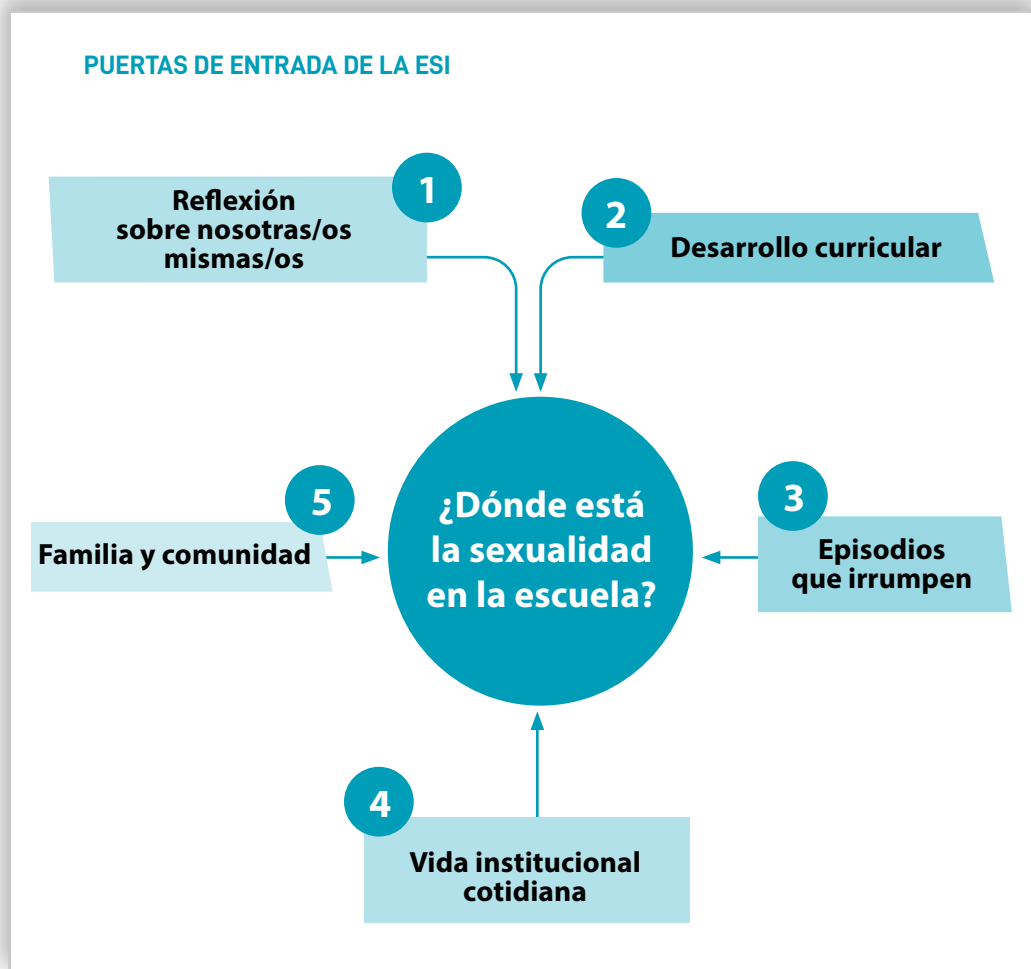 PUERTAS DE ENTRADA DE LA ESI
1
Reflexión
sobre nosotras/os
mismas/os
2
Desarrollo curricular
¿Dónde está
la sexualidad
en la escuela?
3
Episodios
que irrumpen
4
Vida institucional
cotidiana
5
Familia y comunidad